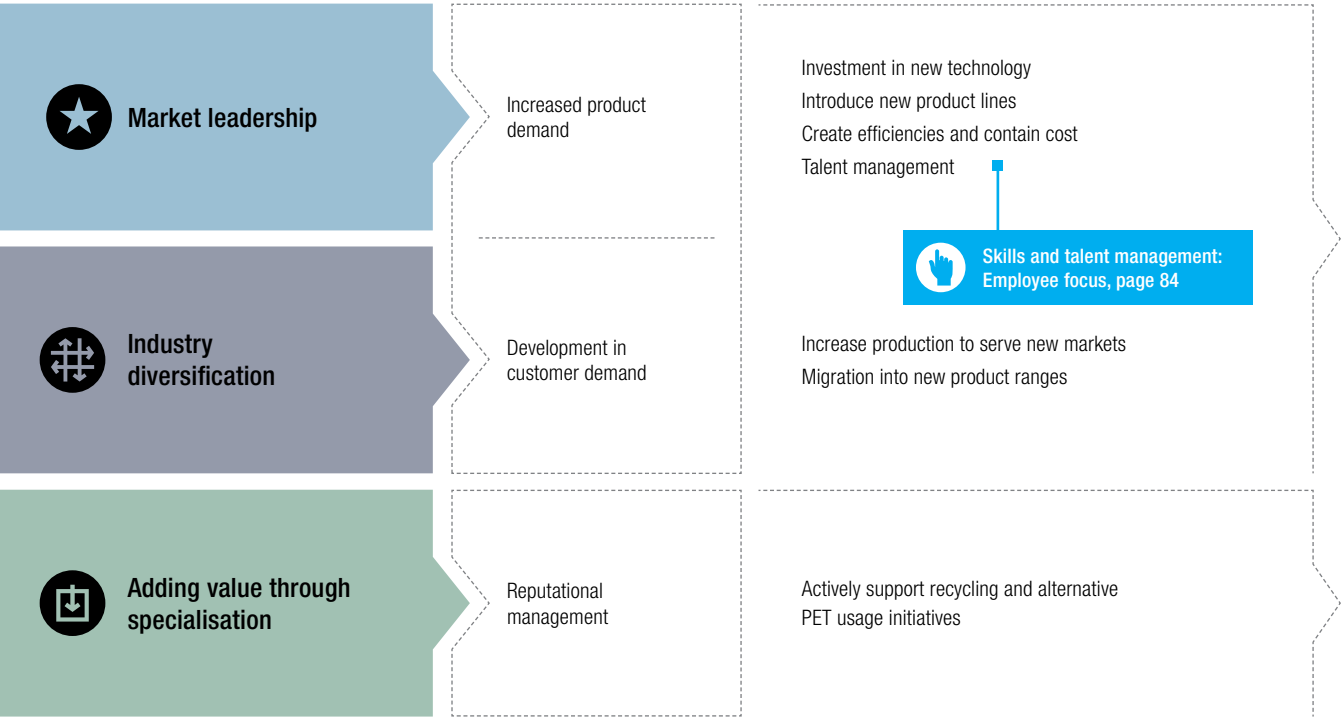 Market leadership
Increased product
demand
Investment in new technology
Introduce new product lines
Create efficiencies and contain cost
Talent management
Skills and talent management:
Employee focus, page 84
Industry
diversification
Development in
customer demand
Increase production to serve new markets
Migration into new product ranges
Adding value through
specialisation
Reputational
management
Actively support recycling and alternative
PET usage initiatives